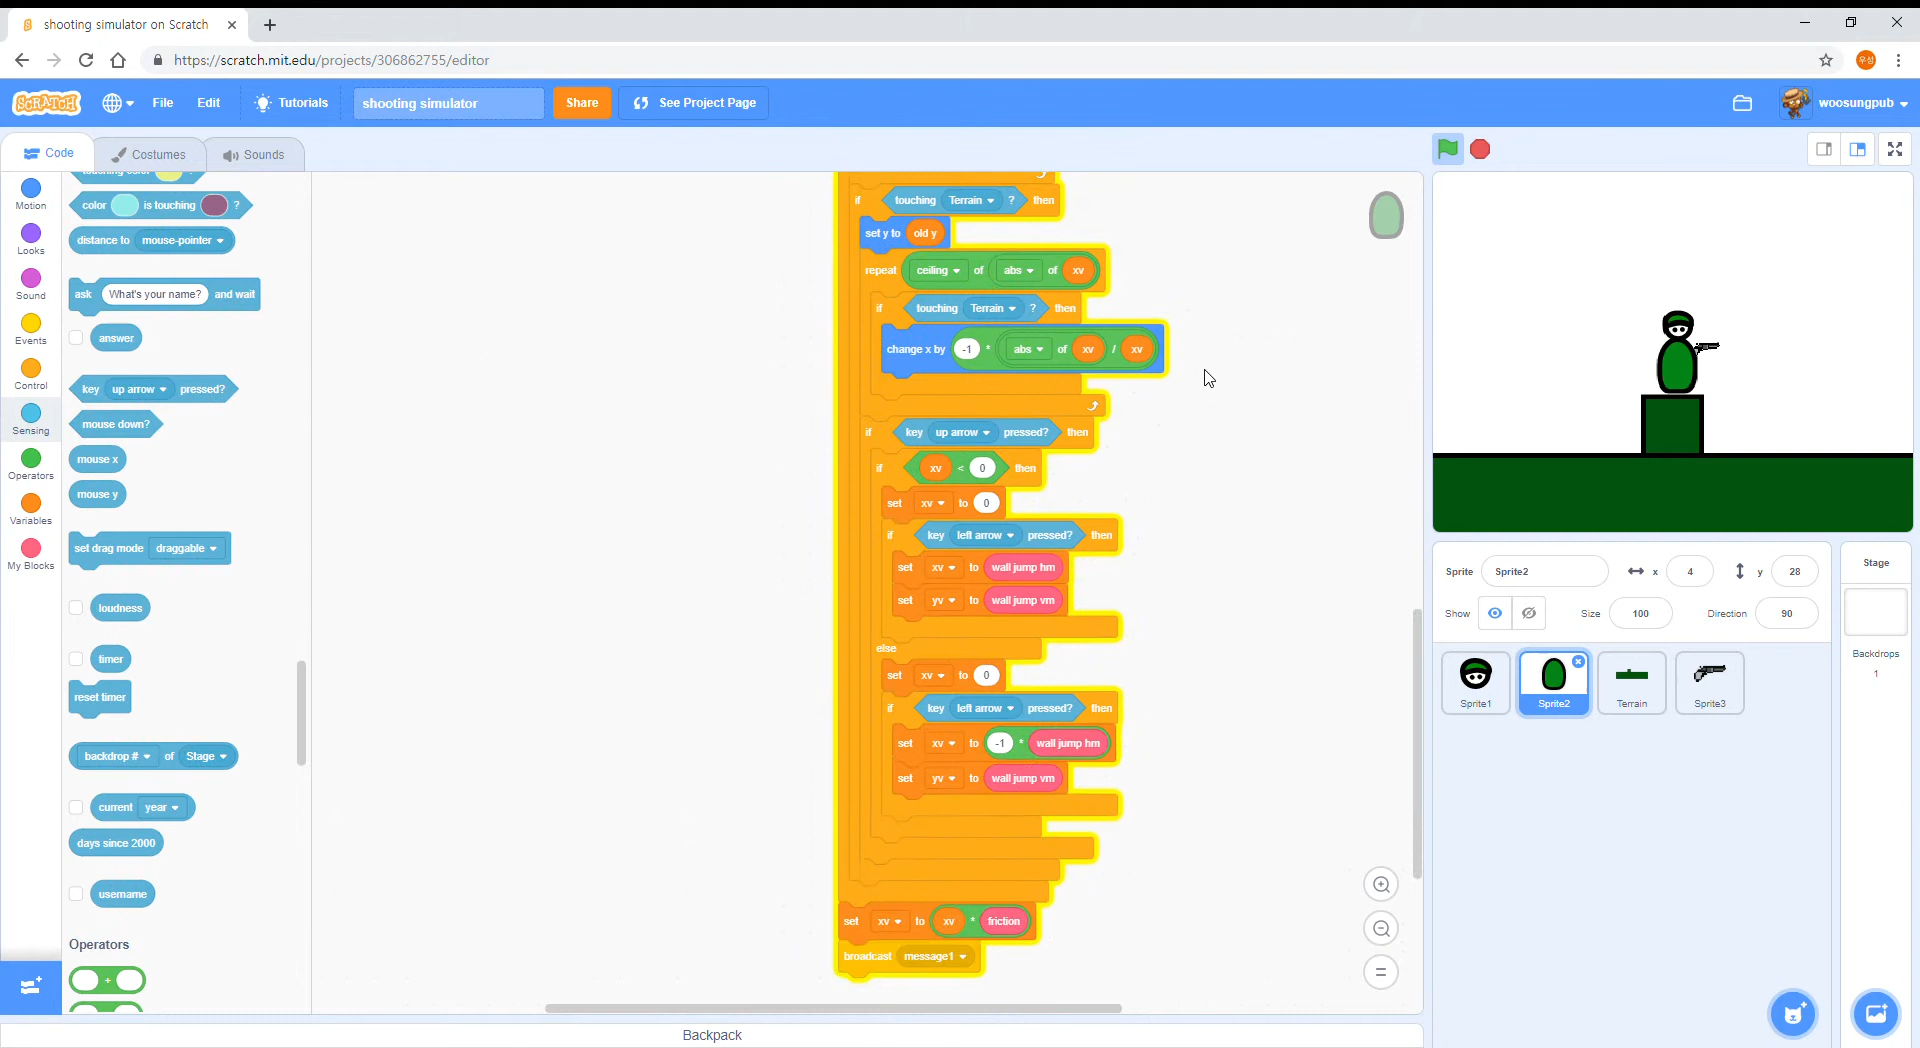 shooting simulator on Scratch
https://scratch.mit.edu/projects/306862755/editor
우성
SCRATCH
File Edit Tutorials shooting simulator Share See Project Page woosungpub
Code Costumes Sounds
Motion
Looks
Sound
Events
Control
Sensing
Operators
Variables
My Blocks
touching color ?
color is touching ?
distance to mouse-pointer
ask What's your name? and wait
answer
key up arrow pressed?
mouse down?
mouse x
mouse y
set drag mode draggable
loudness
timer
reset timer
backdrop # of Stage
current year
days since 2000
username
Operators
+
if touching Terrain ? then
set y to old y
repeat ceiling of abs of xv
if touching Terrain ? then
change x by -1 * abs of xv / xv
if key up arrow pressed? then
if xv < 0 then
set xv to 0
if key left arrow pressed? then
set xv to wall jump hm
set yv to wall jump vm
else
set xv to 0
if key left arrow pressed? then
set xv to -1 * wall jump hm
set yv to wall jump vm
set xv to xv * friction
broadcast message1
Backpack
Sprite Sprite2 x 4 y 28
Show Size 100 Direction 90
Sprite1 Sprite2 Terrain Sprite3
Stage
Backdrops
1